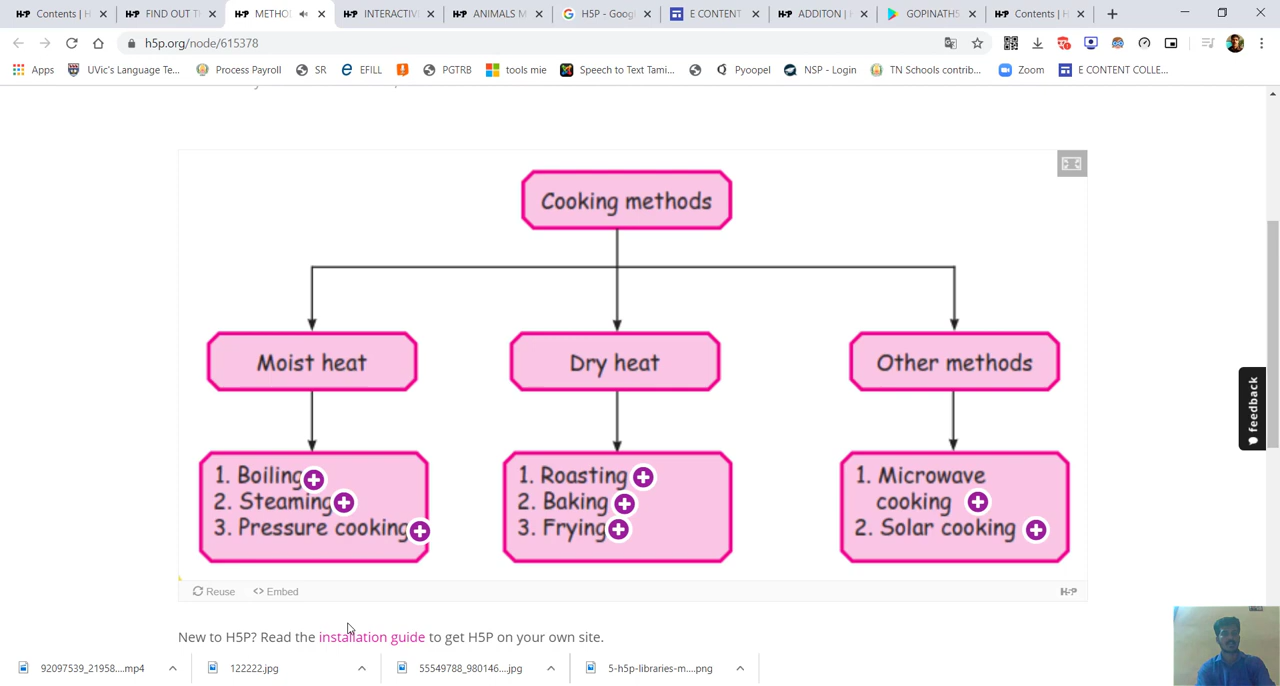 Contents | H
FIND OUT T
METHO
INTERACTIV
ANIMALS M
H5P - Goog
E CONTENT
ADDITON | H
GOPINATH5
Contents | H
h5p.org/node/615378
Apps
UVic's Language Te...
Process Payroll
SR
EFILL
PGTRB
tools mie
Speech to Text Tami...
Pyoopel
NSP - Login
TN Schools contrib...
Zoom
E CONTENT COLLE...
Cooking methods
Moist heat
Dry heat
Other methods
1. Boiling
2. Steaming
3. Pressure cooking
1. Roasting
2. Baking
3. Frying
1. Microwave
cooking
2. Solar cooking
feedback
Reuse
<> Embed
H5P
New to H5P? Read the installation guide to get H5P on your own site.
92097539_21958....mp4
122222.jpg
55549788_980146....jpg
5-h5p-libraries-m....png